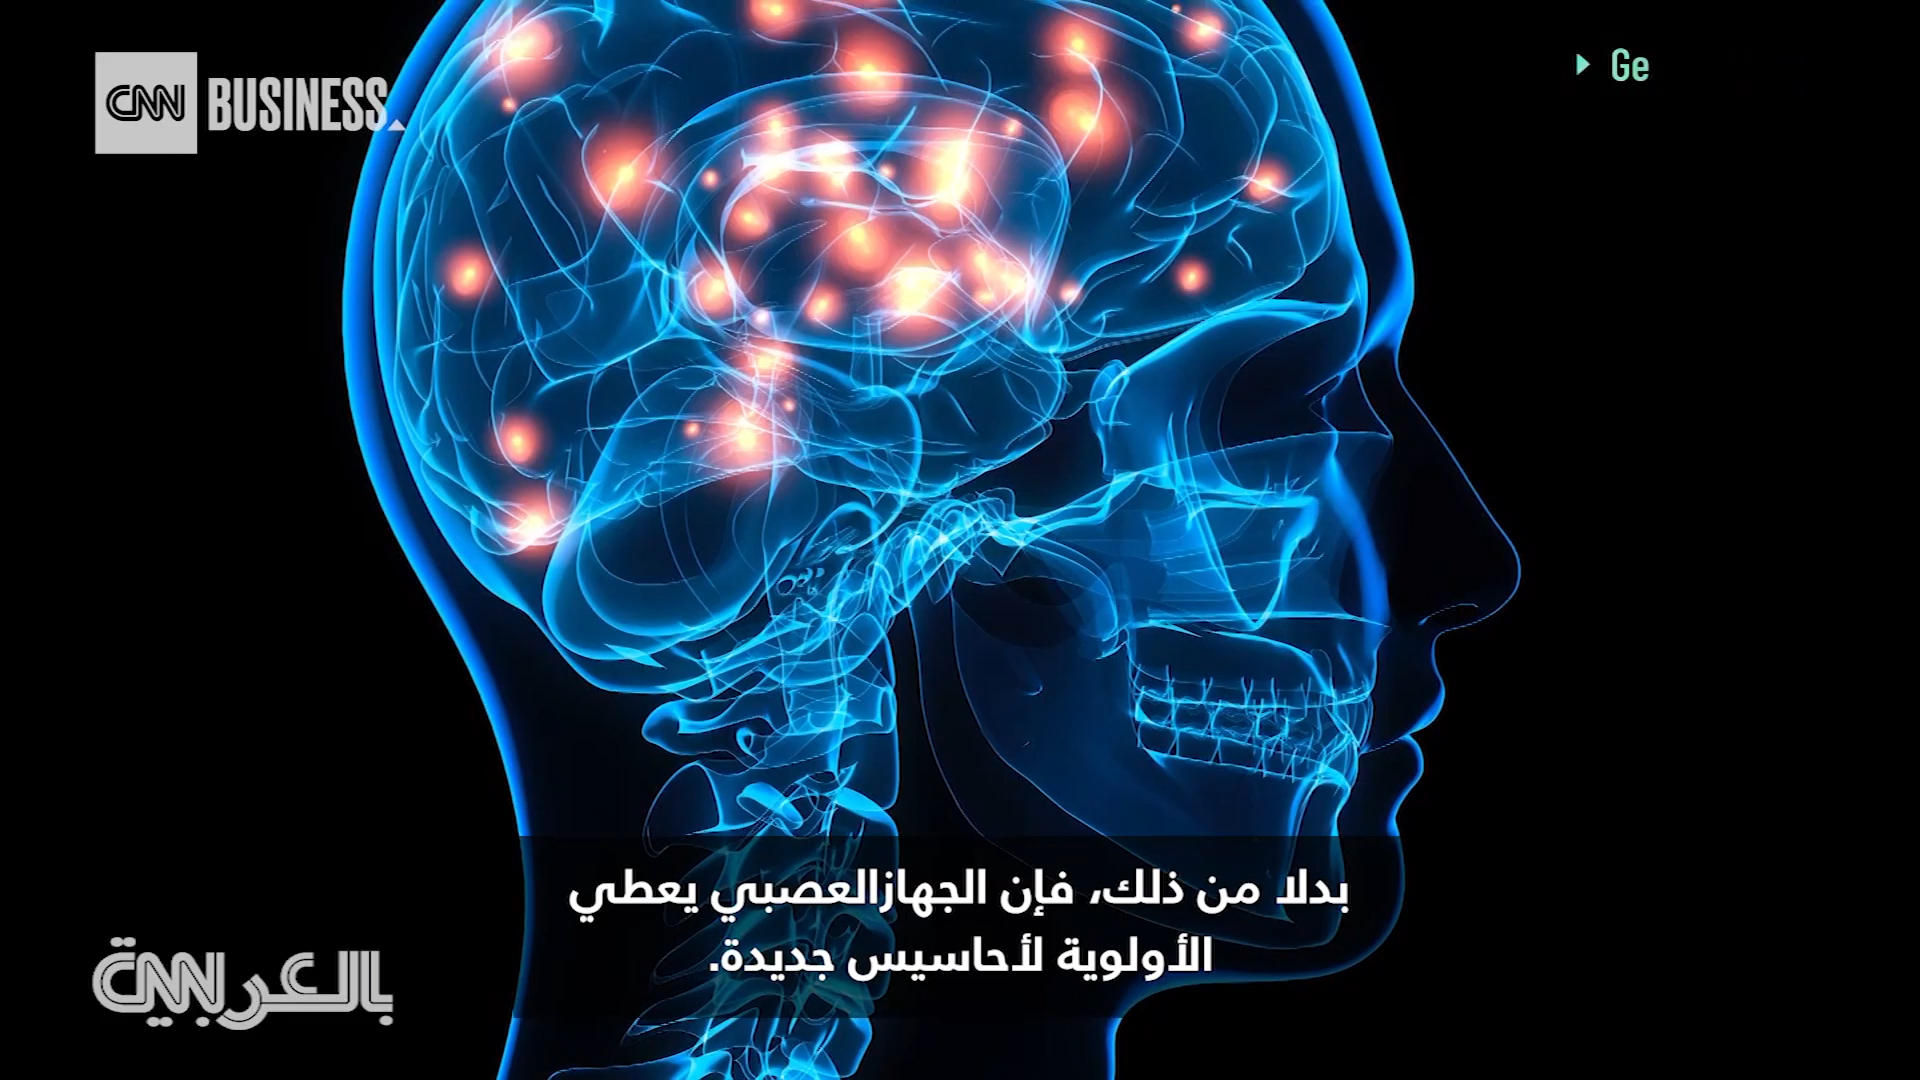 CNN BUSINESS
Ge
بدلا من ذلك، فإن الجهازالعصبي يعطي
الأولوية لأحاسيس جديدة.
CNN بالعربية